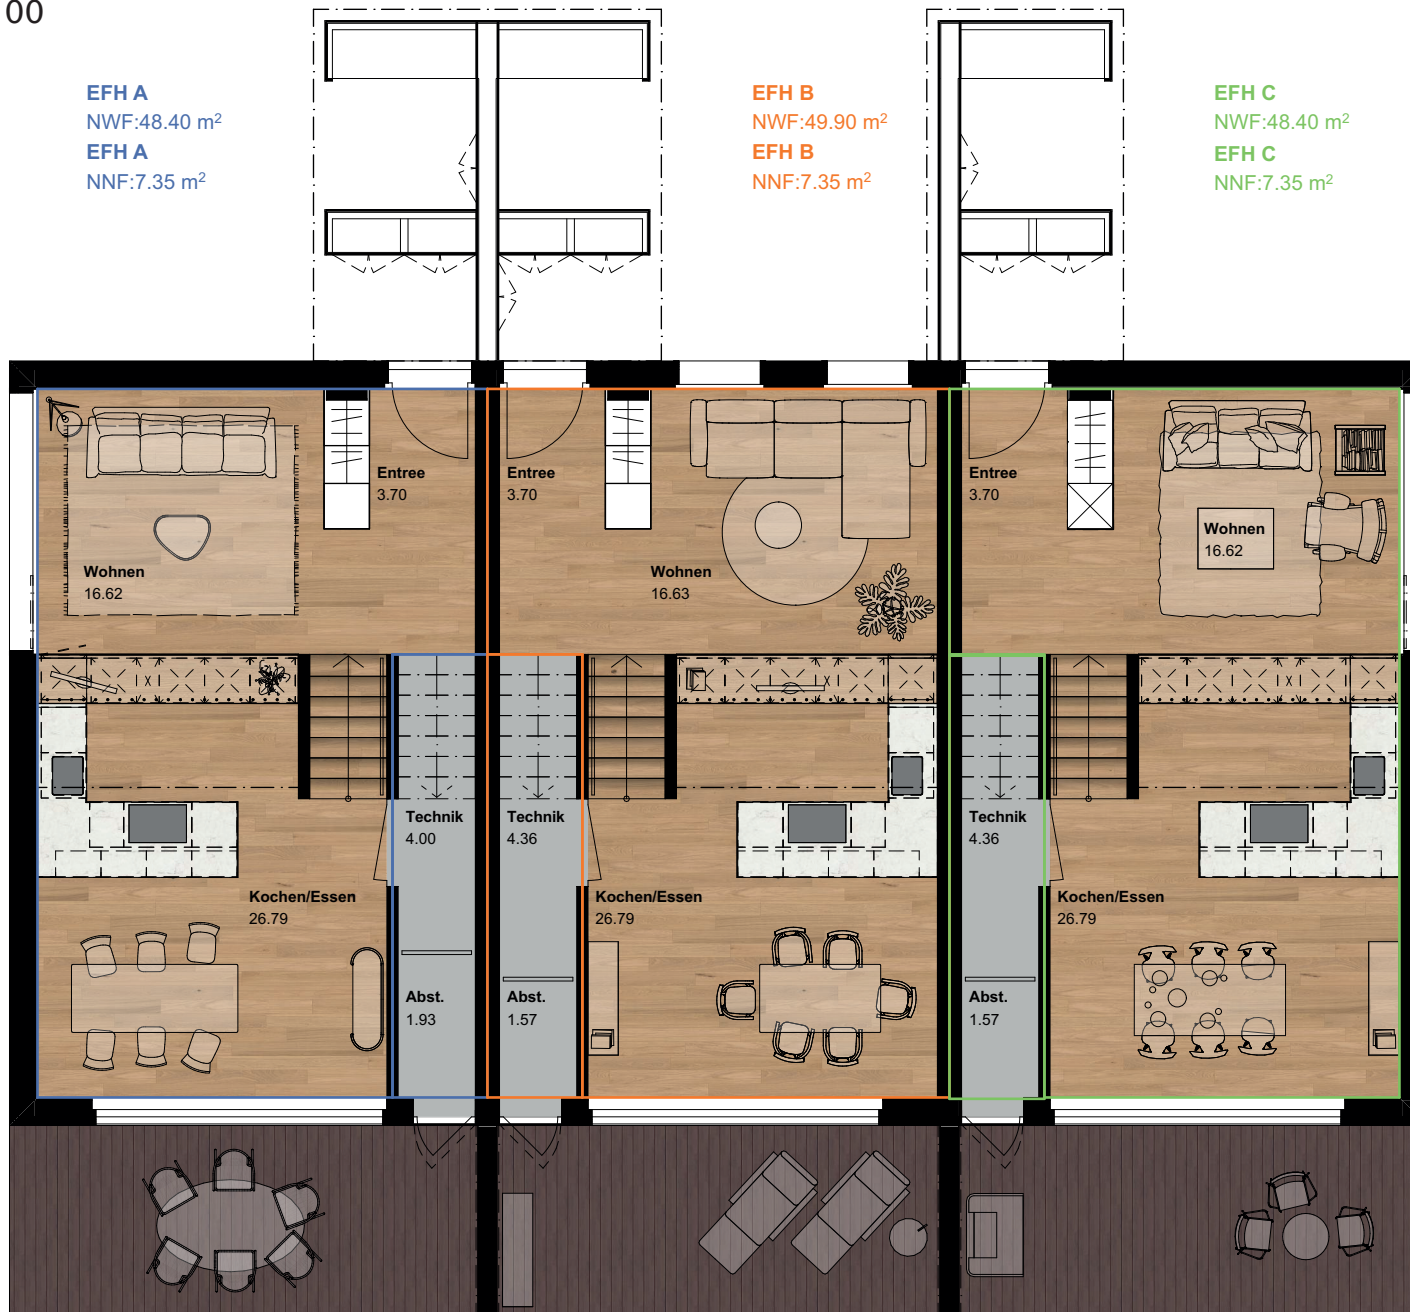 00
EFH A
NWF:48.40 m²
EFH A
NNF:7.35 m²
EFH B
NWF:49.90 m²
EFH B
NNF:7.35 m²
EFH C
NWF:48.40 m²
EFH C
NNF:7.35 m²
Entree
3.70
Entree
3.70
Entree
3.70
Wohnen
16.62
Wohnen
16.62
Wohnen
16.63
Technik
4.00
Technik
4.36
Technik
4.36
Kochen/Essen
26.79
Kochen/Essen
26.79
Kochen/Essen
26.79
Abst.
1.93
Abst.
1.57
Abst.
1.57